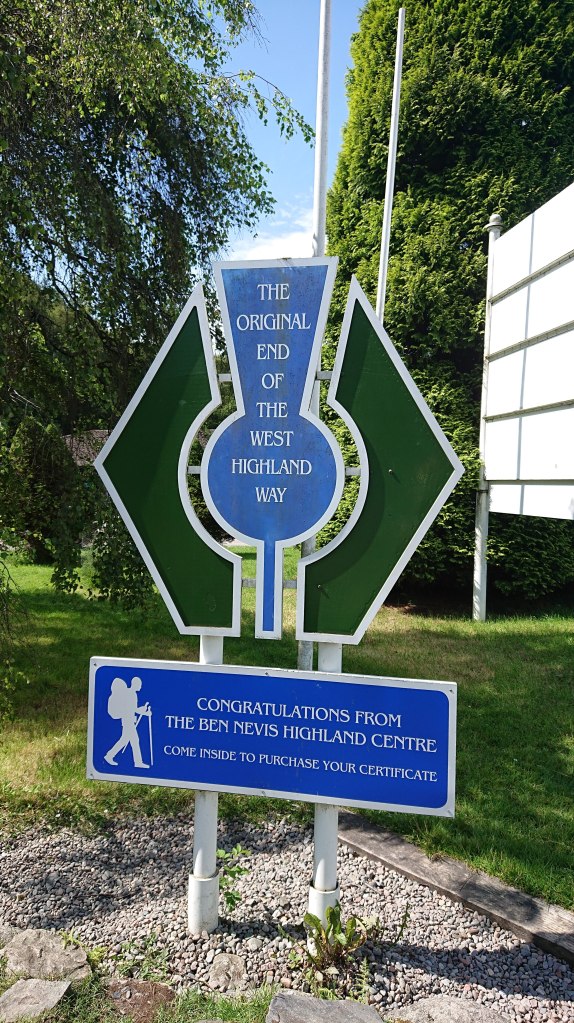 THE
ORIGINAL
END
OF
THE
WEST
HIGHLAND
WAY
CONGRATULATIONS FROM
THE BEN NEVIS HIGHLAND CENTRE
COME INSIDE TO PURCHASE YOUR CERTIFICATE